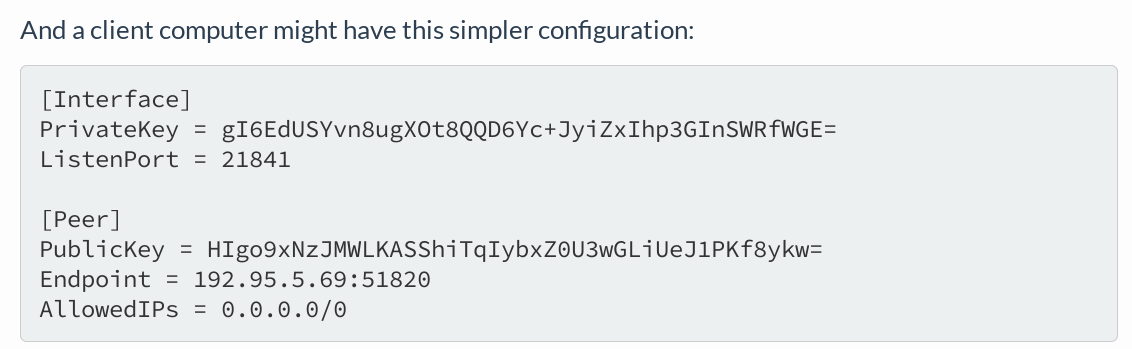 And a client computer might have this simpler configuration:
[Interface]
PrivateKey = gI6EdUSYvn8ugXOt8QQD6Yc+JyiZxIhp3GInSWRfWGE=
ListenPort = 21841
[Peer]
PublicKey = HIgo9xNzJMWLKASShiTqIybxZ0U3wGLiUeJ1PKf8ykw=
Endpoint = 192.95.5.69:51820
AllowedIPs = 0.0.0.0/0